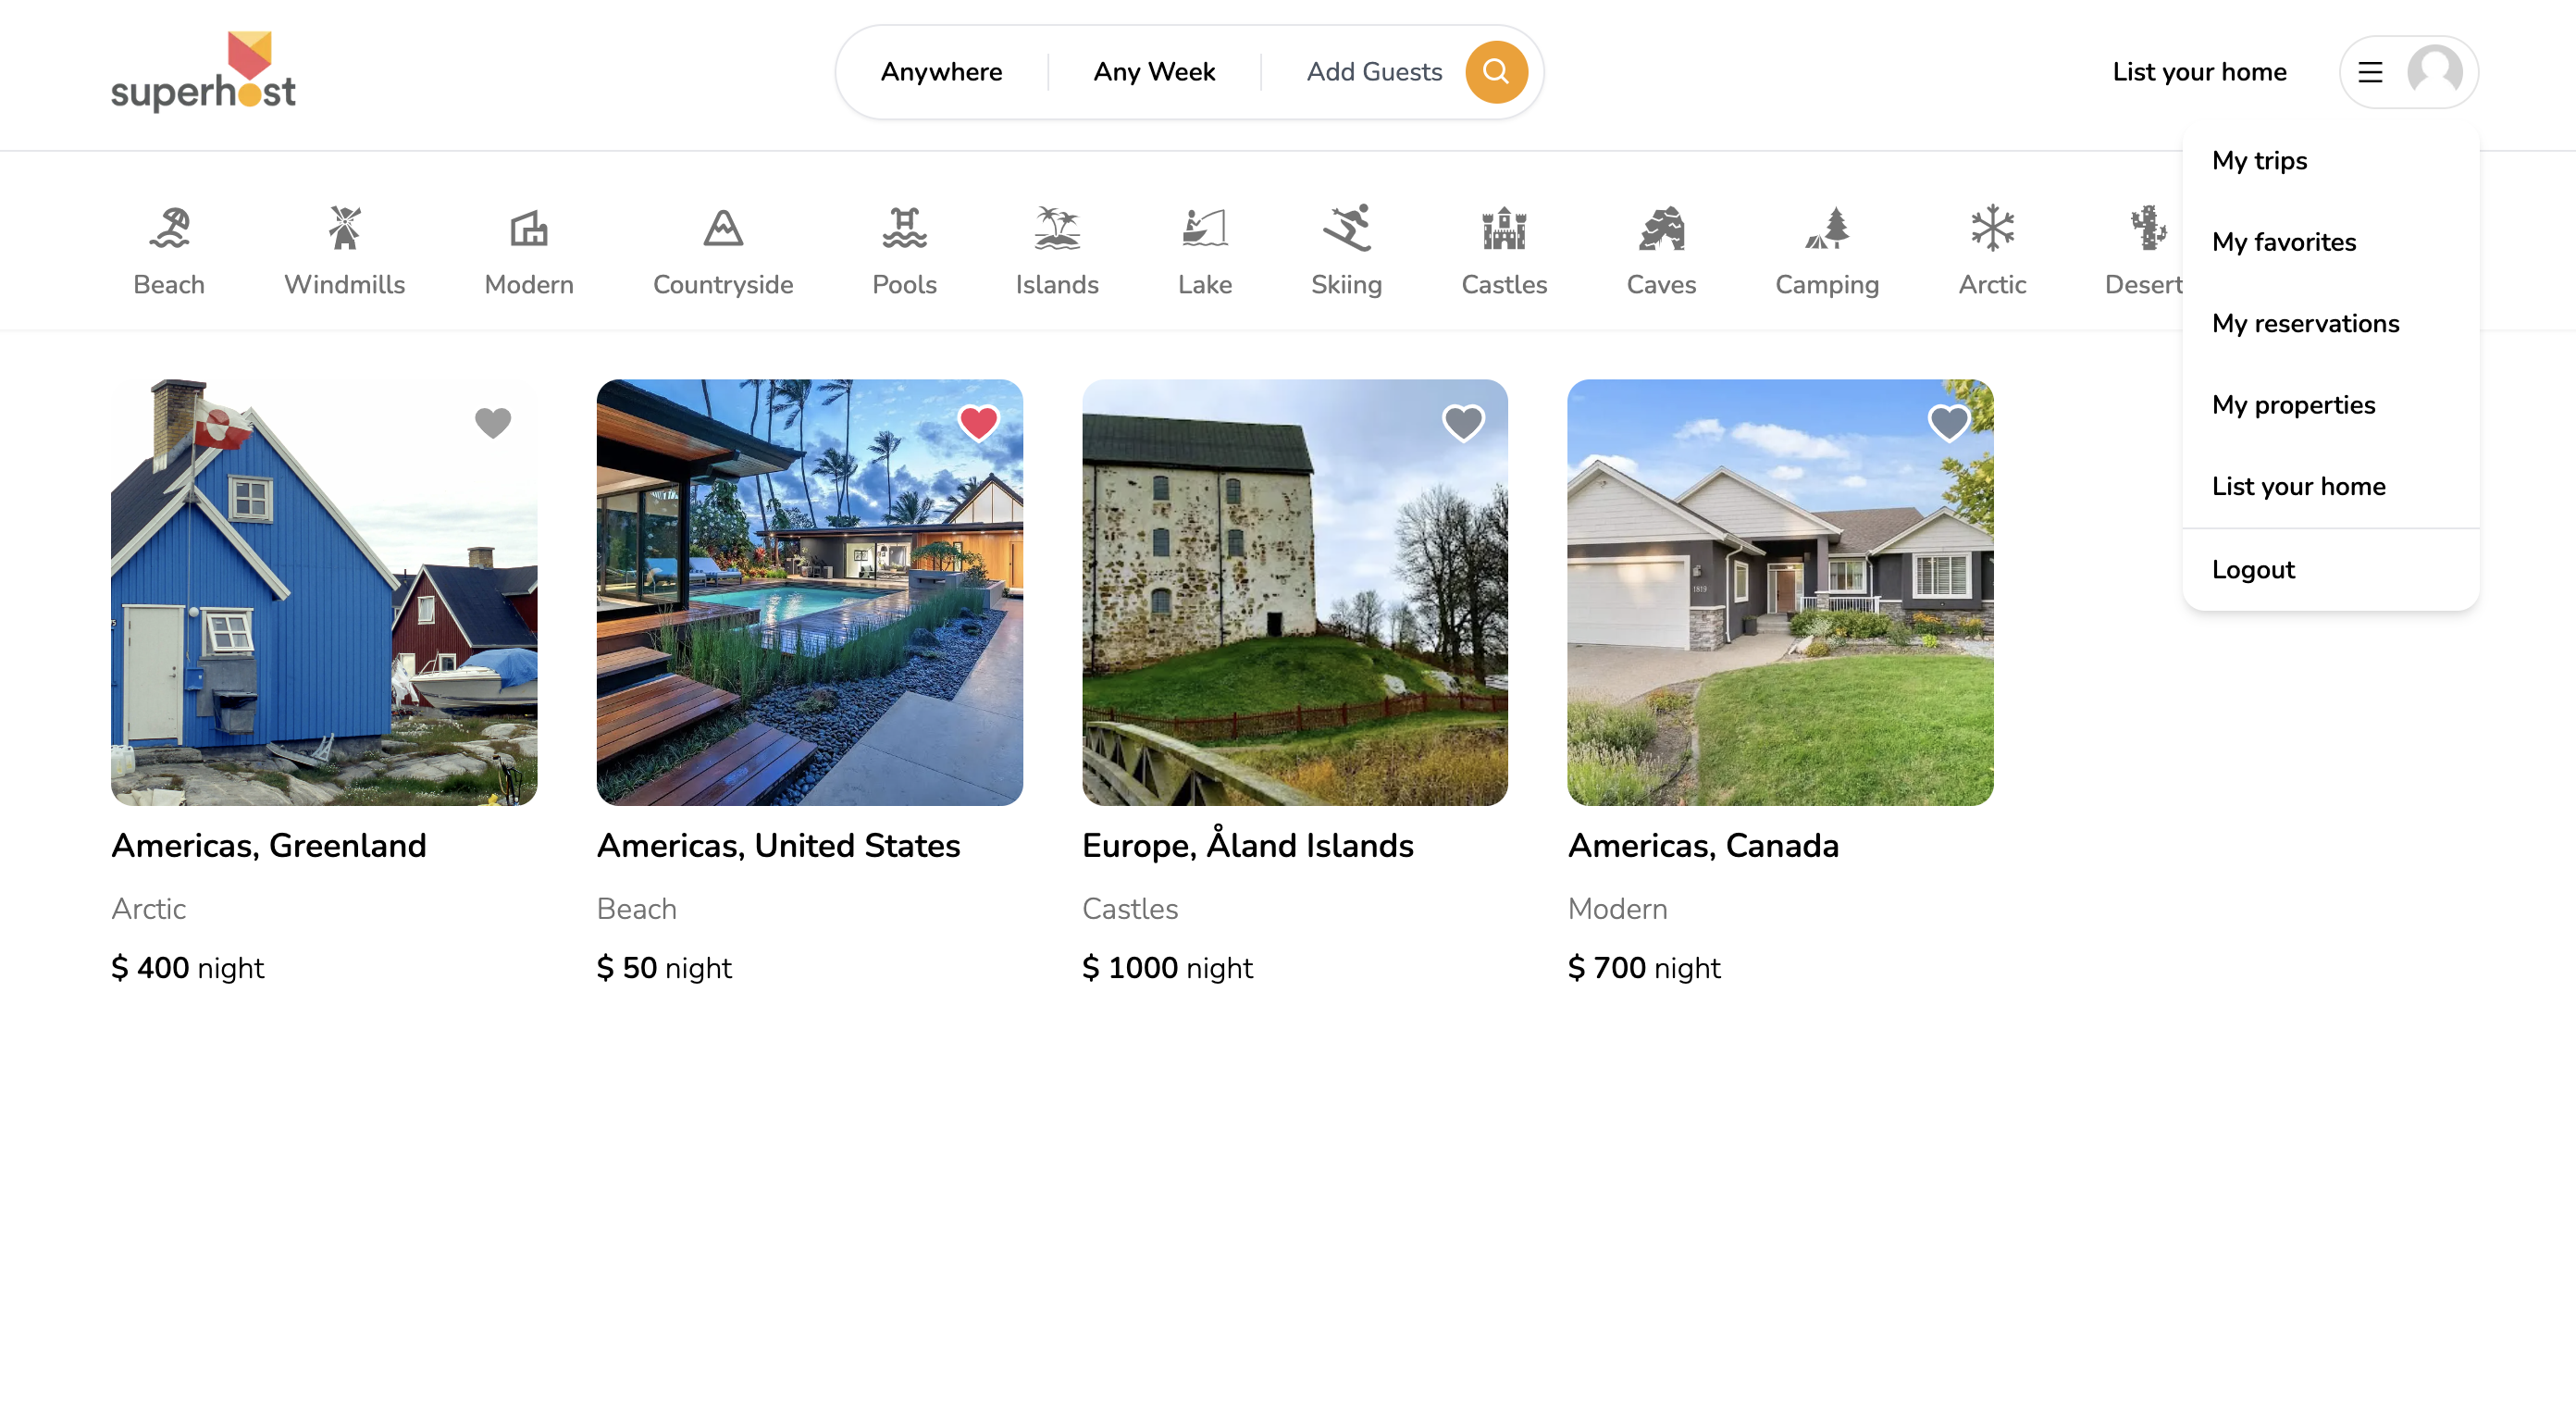 superhost
Anywhere
Any Week
Add Guests
List your home
My trips
My favorites
My reservations
My properties
List your home
Logout
Beach
Windmills
Modern
Countryside
Pools
Islands
Lake
Skiing
Castles
Caves
Camping
Arctic
Desert
1819
Americas, Greenland
Arctic
$ 400 night
Americas, United States
Beach
$ 50 night
Europe, Åland Islands
Castles
$ 1000 night
Americas, Canada
Modern
$ 700 night